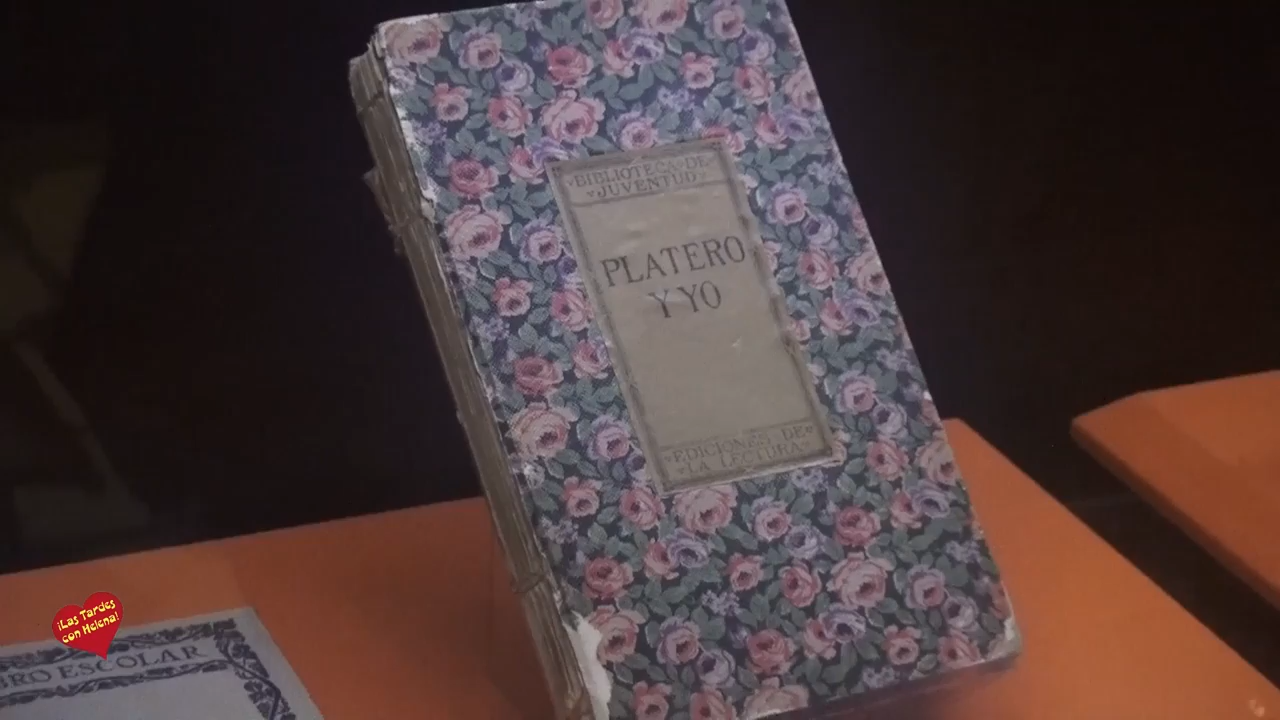 BIBLIOTECA DE
JUVENTUD
PLATERO
Y YO
EDICIONES DE
LA LECTURA
¡Las Tardes
con Helena!
BRO ESCOLAR